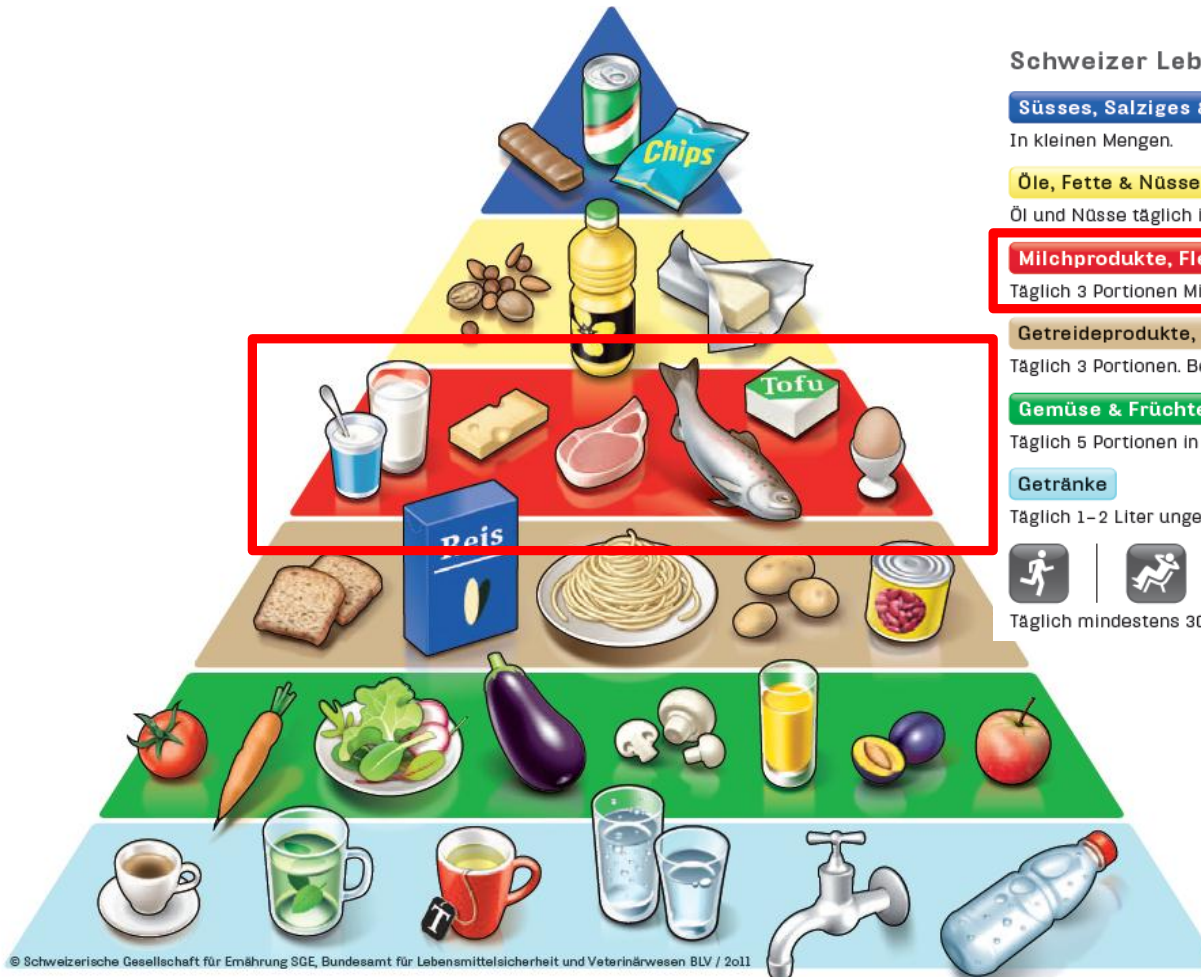 Schweizer Leb
Süsses, Salziges &
In kleinen Mengen.
Öle, Fette & Nüsse
Öl und Nüsse täglich i
Milchprodukte, Fle
Täglich 3 Portionen Mi
Getreideprodukte,
Täglich 3 Portionen. Be
Gemüse & Früchte
Täglich 5 Portionen in
Getränke
Täglich 1–2 Liter unge
Täglich mindestens 30
Chips
Tofu
Reis
T
© Schweizerische Gesellschaft für Ernährung SGE, Bundesamt für Lebensmittelsicherheit und Veterinärwesen BLV / 2011